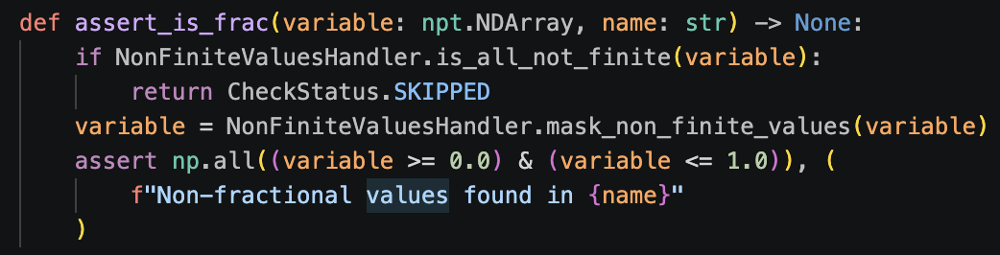 def assert_is_frac(variable: npt.NDArray, name: str) -> None:
    if NonFiniteValuesHandler.is_all_not_finite(variable):
        return CheckStatus.SKIPPED
    variable = NonFiniteValuesHandler.mask_non_finite_values(variable)
    assert np.all((variable >= 0.0) & (variable <= 1.0)), (
        f"Non-fractional values found in {name}"
    )